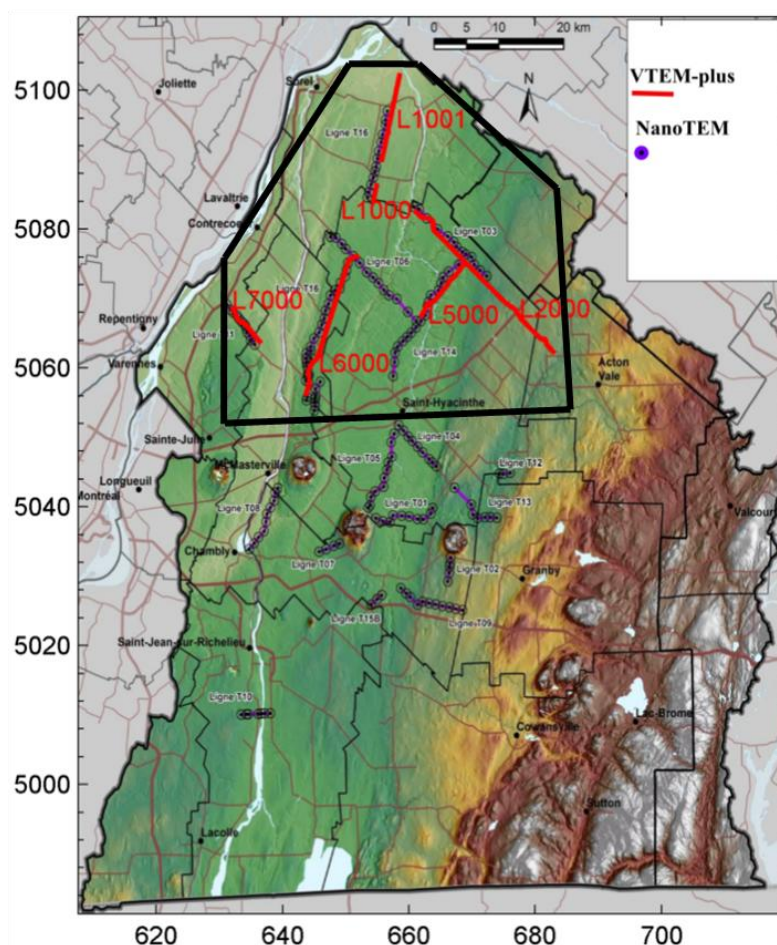 0 10 20 km
VTEM-plus
NanoTEM
N
5100
5080
5060
5040
5020
5000
620
640
660
680
700
Joliette
Sorel
L1001
Ligne T16
Lavaltrie
Contrecoeur
L1000
Ligne T03
Ligne T06
Ligne T16
L7000
L5000
L2000
Repentigny
Varennes
L6000
Ligne T14
Acton
Vale
Saint-Hyacinthe
Sainte-Julie
Ligne T04
Ligne T05
Ligne T12
Longueuil
Montréal
Ligne T08
Ligne T01
Ligne T13
Valcourt
Chambly
Ligne T07
Ligne T02
Granby
Ligne T15B
Ligne T09
Saint-Jean-sur-Richelieu
Ligne T10
Cowansville
Lac-Brome
Sutton
Lacolle